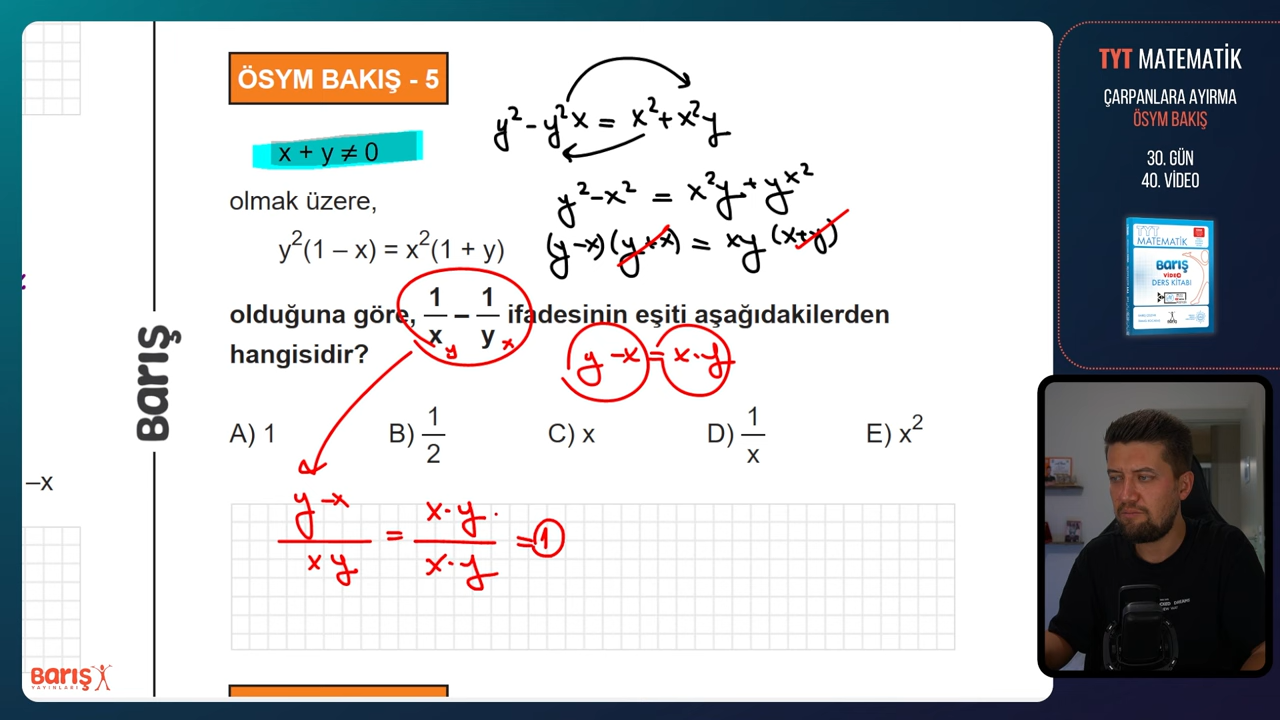 ÖSYM BAKIŞ - 5
x + y ≠ 0
olmak üzere,
y²(1 – x) = x²(1 + y)
olduğuna göre, 1/x – 1/y ifadesinin eşiti aşağıdakilerden
y x
hangisidir?
A) 1 B) 1/2 C) x D) 1/x E) x²
y² - y²x = x² + x²y
y² - x² = x²y + yx²
(y - x) (y + x) = xy (x + y)
y - x = x · y
y - x / x y = x · y · / x · y = 1
–x
Barış
BARIŞ
YAYINLARI
TYT MATEMATİK
ÇARPANLARA AYIRMA
ÖSYM BAKIŞ
30. GÜN
40. VİDEO
TYT
MATEMATİK
BARIŞ
VİDEO
DERS KİTABI